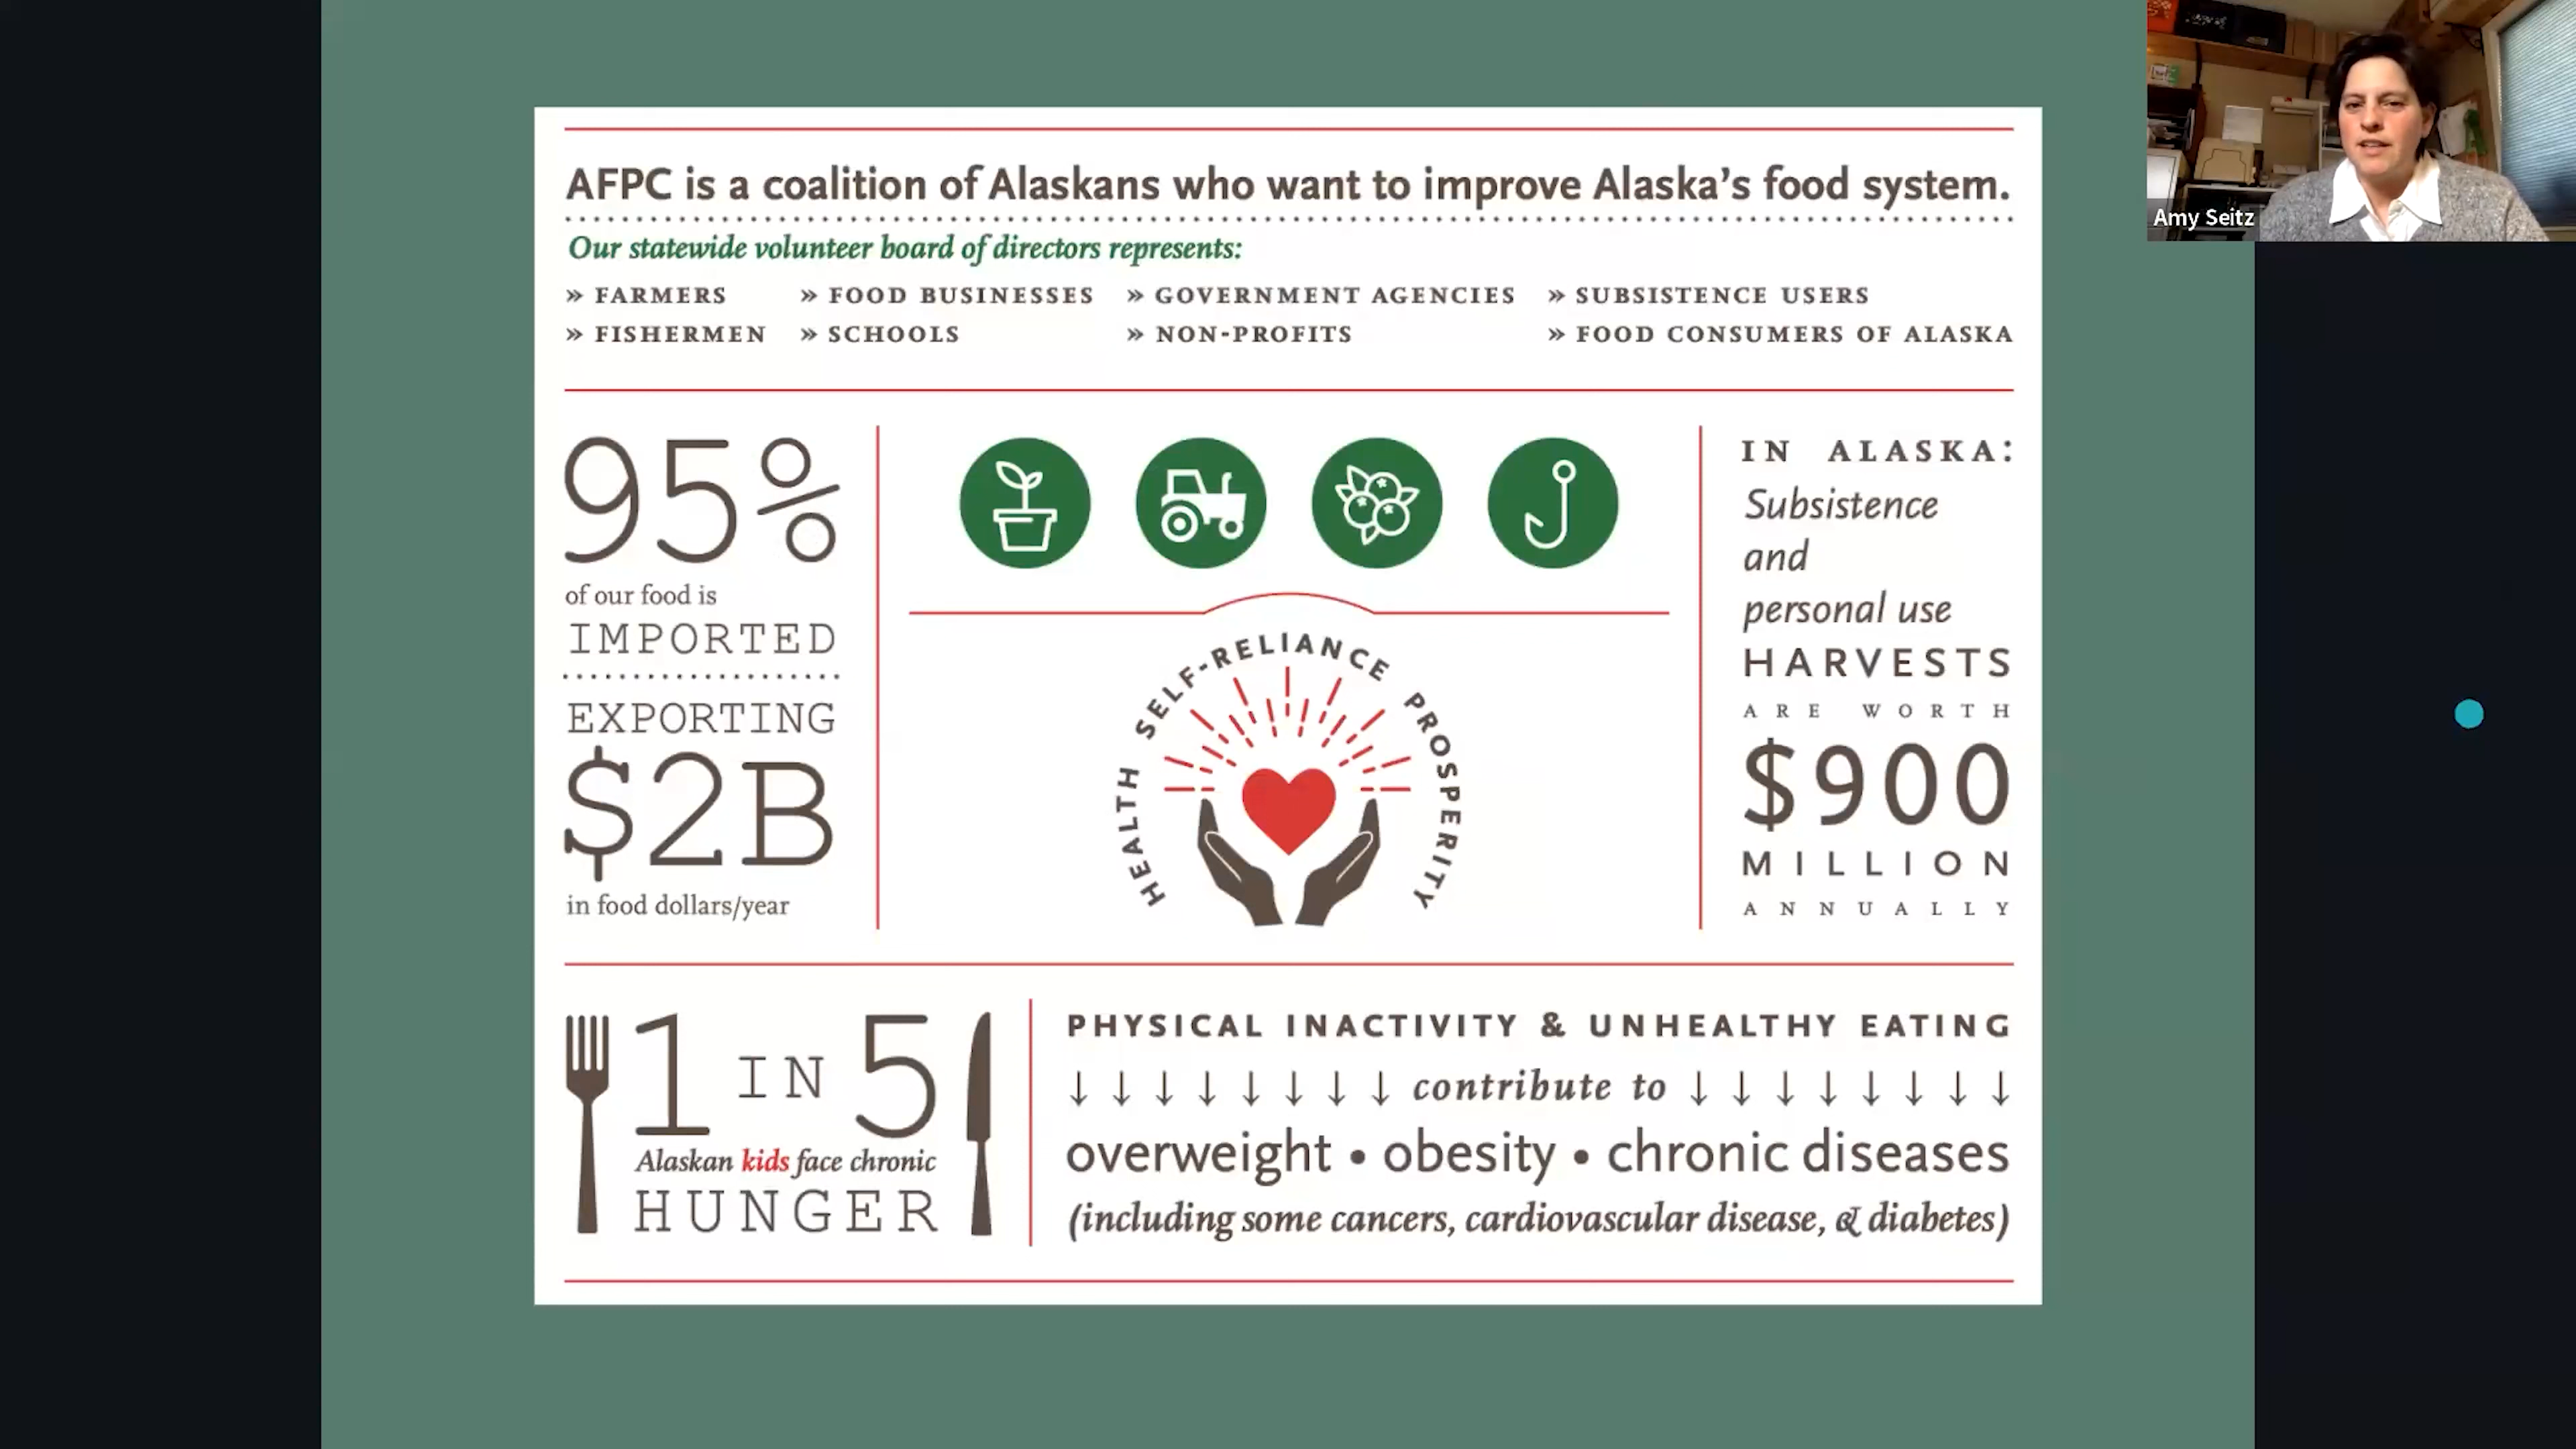 AFPC is a coalition of Alaskans who want to improve Alaska's food system.
Our statewide volunteer board of directors represents:
» FARMERS » FOOD BUSINESSES » GOVERNMENT AGENCIES » SUBSISTENCE USERS
» FISHERMEN » SCHOOLS » NON-PROFITS » FOOD CONSUMERS OF ALASKA
95%
of our food is
IMPORTED
EXPORTING
$2B
in food dollars/year
HEALTH SELF-RELIANCE PROSPERITY
IN ALASKA:
Subsistence
and
personal use
HARVESTS
ARE WORTH
$900
MILLION
ANNUALLY
1 IN 5
Alaskan kids face chronic
HUNGER
PHYSICAL INACTIVITY & UNHEALTHY EATING
↓ ↓ ↓ ↓ ↓ ↓ ↓ ↓ contribute to ↓ ↓ ↓ ↓ ↓ ↓ ↓ ↓
overweight • obesity • chronic diseases
(including some cancers, cardiovascular disease, & diabetes)
Amy Seitz